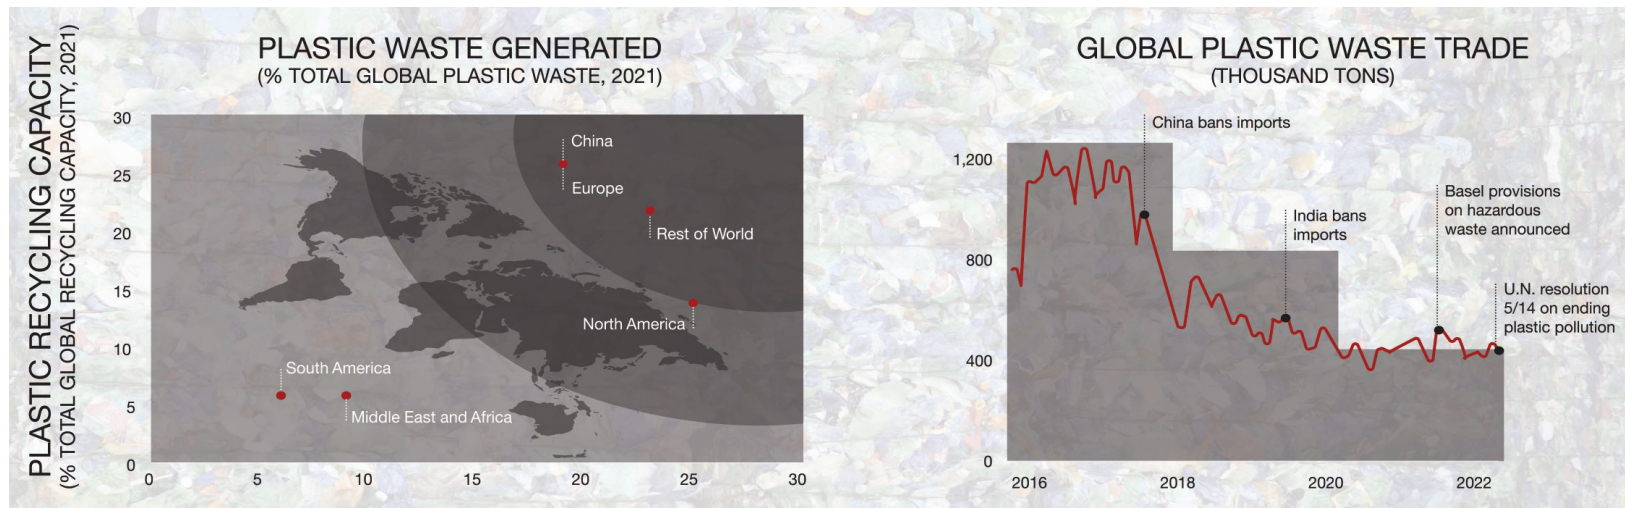 PLASTIC RECYCLING CAPACITY
(% TOTAL GLOBAL RECYCLING CAPACITY, 2021)
PLASTIC WASTE GENERATED
(% TOTAL GLOBAL PLASTIC WASTE, 2021)
30
25
20
15
10
5
0
0
5
10
15
20
25
30
China
Europe
Rest of World
North America
South America
Middle East and Africa
GLOBAL PLASTIC WASTE TRADE
(THOUSAND TONS)
1,200
800
400
0
2016
2018
2020
2022
China bans imports
India bans
imports
Basel provisions
on hazardous
waste announced
U.N. resolution
5/14 on ending
plastic pollution